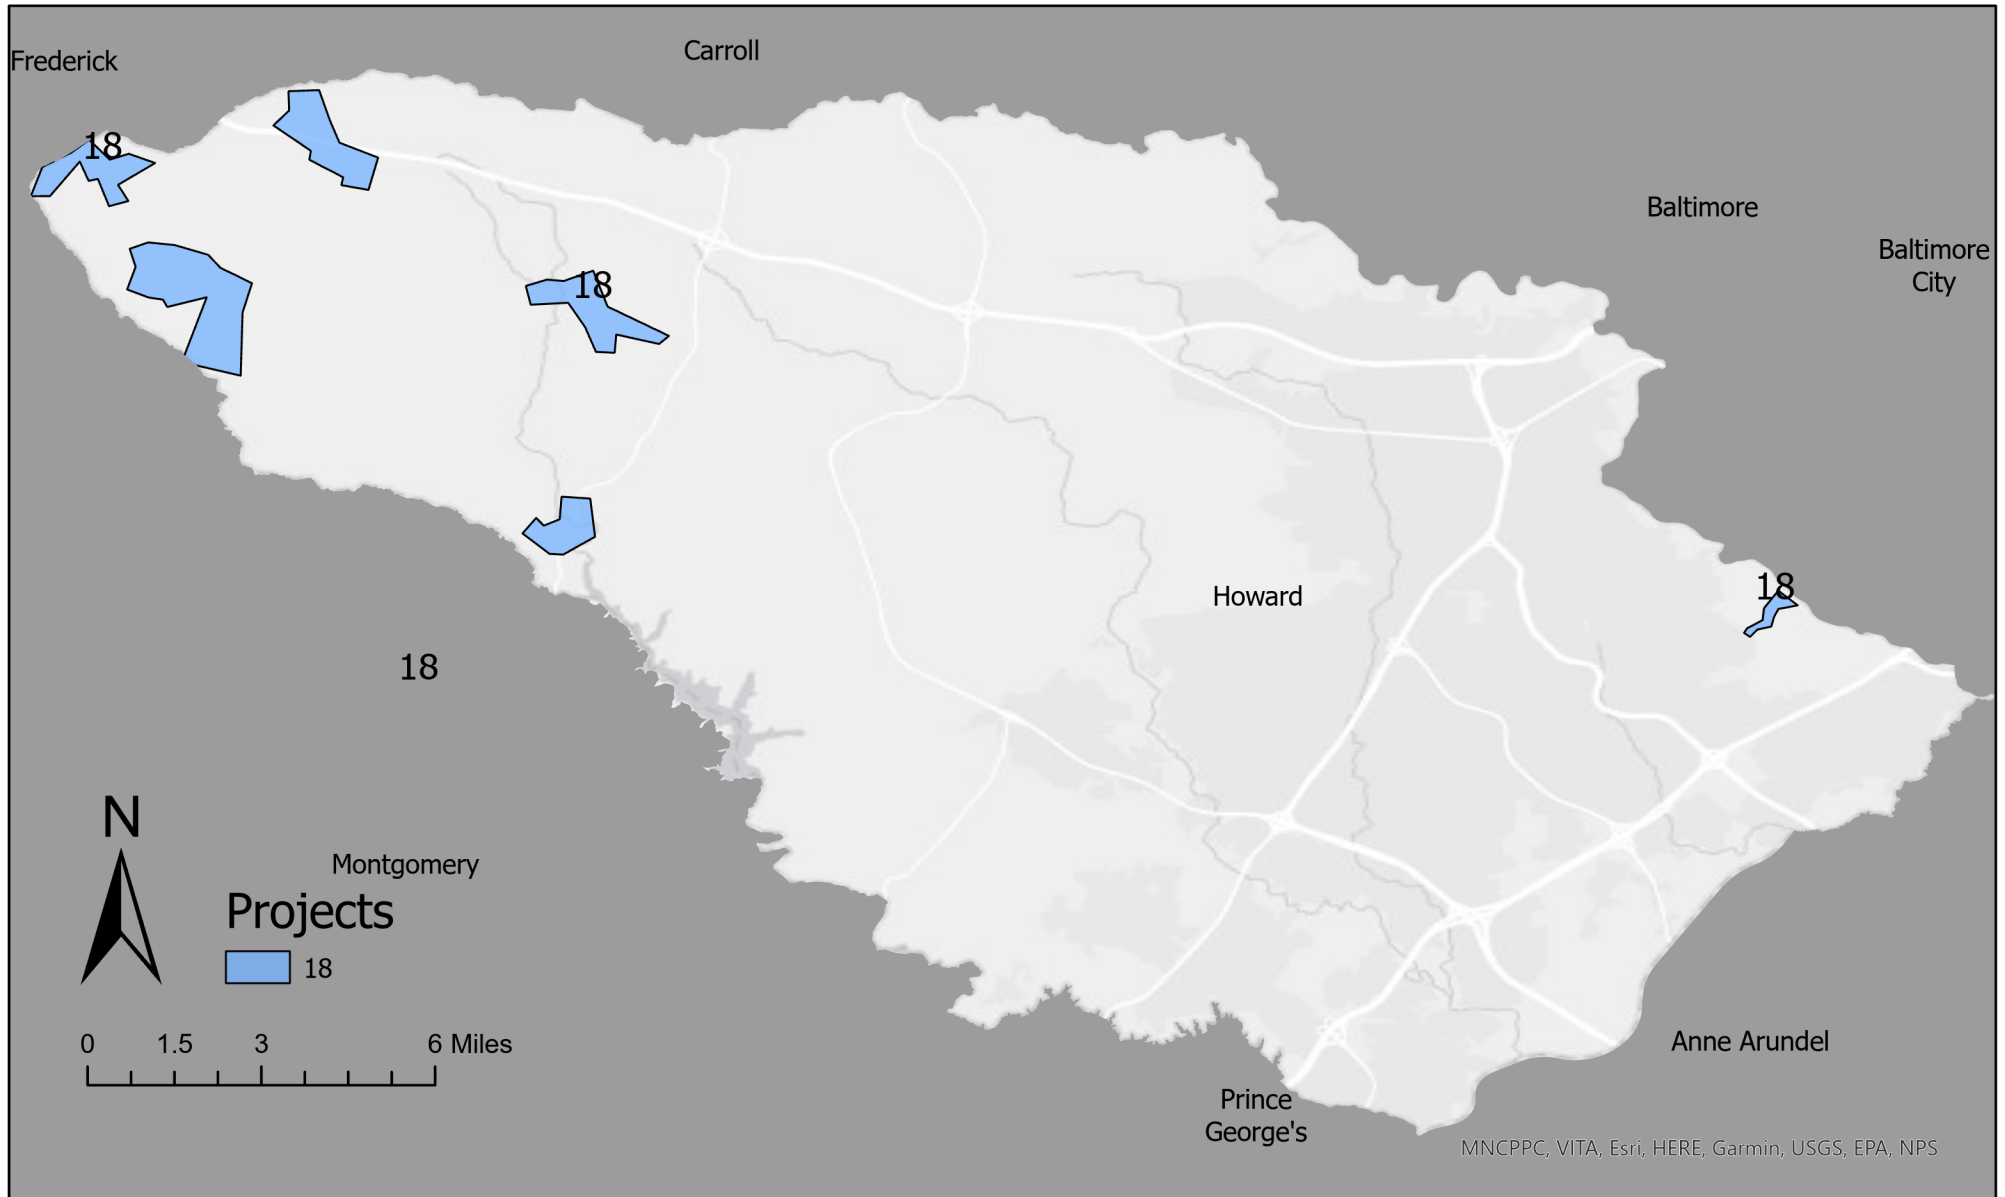 Carroll
Frederick
18
Baltimore
Baltimore
City
18
18
Howard
18
N
Montgomery
Projects
18
0 1.5 3 6 Miles
Anne Arundel
Prince
George's
MNCPPC, VITA, Esri, HERE, Garmin, USGS, EPA, NPS